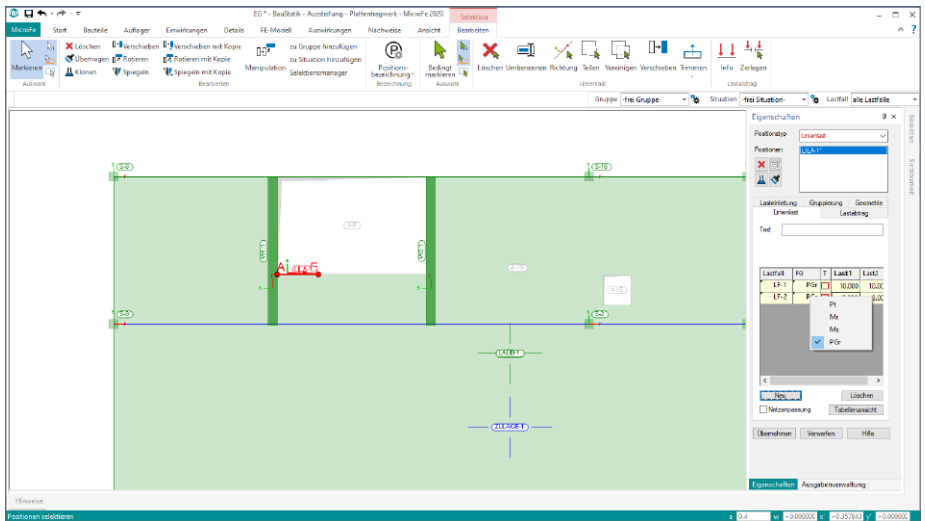 EG * - BauStatik - Aussteifung - Plattentragwerk - MicroFe 2020
Selektion
MicroFe Start Bauteile Auflager Einwirkungen Details FE-Modell Auswirkungen Nachweise Ansicht Bearbeiten
Markieren
Löschen Verschieben Verschieben mit Kopie
Übertragen Rotieren Rotieren mit Kopie
Klonen Spiegeln Spiegeln mit Kopie
Manipulation
zu Gruppe hinzufügen
zu Situation hinzufügen
Selektionsmanager
Positions-
bezeichnung
Bedingt
markieren
Löschen Umbenennen Richtung Teilen Vereinigen Verschieben Trimmen
Info Zerlegen
Auswahl Bearbeiten Bezeichnung Auswahl Linienlast Lastabtrag
Gruppe -frei Gruppe- Situation -frei Situation- Lastfall alle Lastfälle
Eigenschaften
Positionstyp Linienlast
Positionen LILA-1*
Lasteinleitung Gruppierung Geometrie
Linienlast Lastabtrag
Text
Lastfall FG T Last1 Last2
LF-1 PGr 10.000 10.00
LF-2
Pt
Mr
Ms
PGr
Neu Löschen
Netzanpassung Tabellenansicht
Übernehmen Verwerfen Hilfe
Eigenschaften Ausgabenverwaltung
Selektion
S-15
S-2
LAUB-1
ZULAGE-1
Hinweise
Positionen selektieren